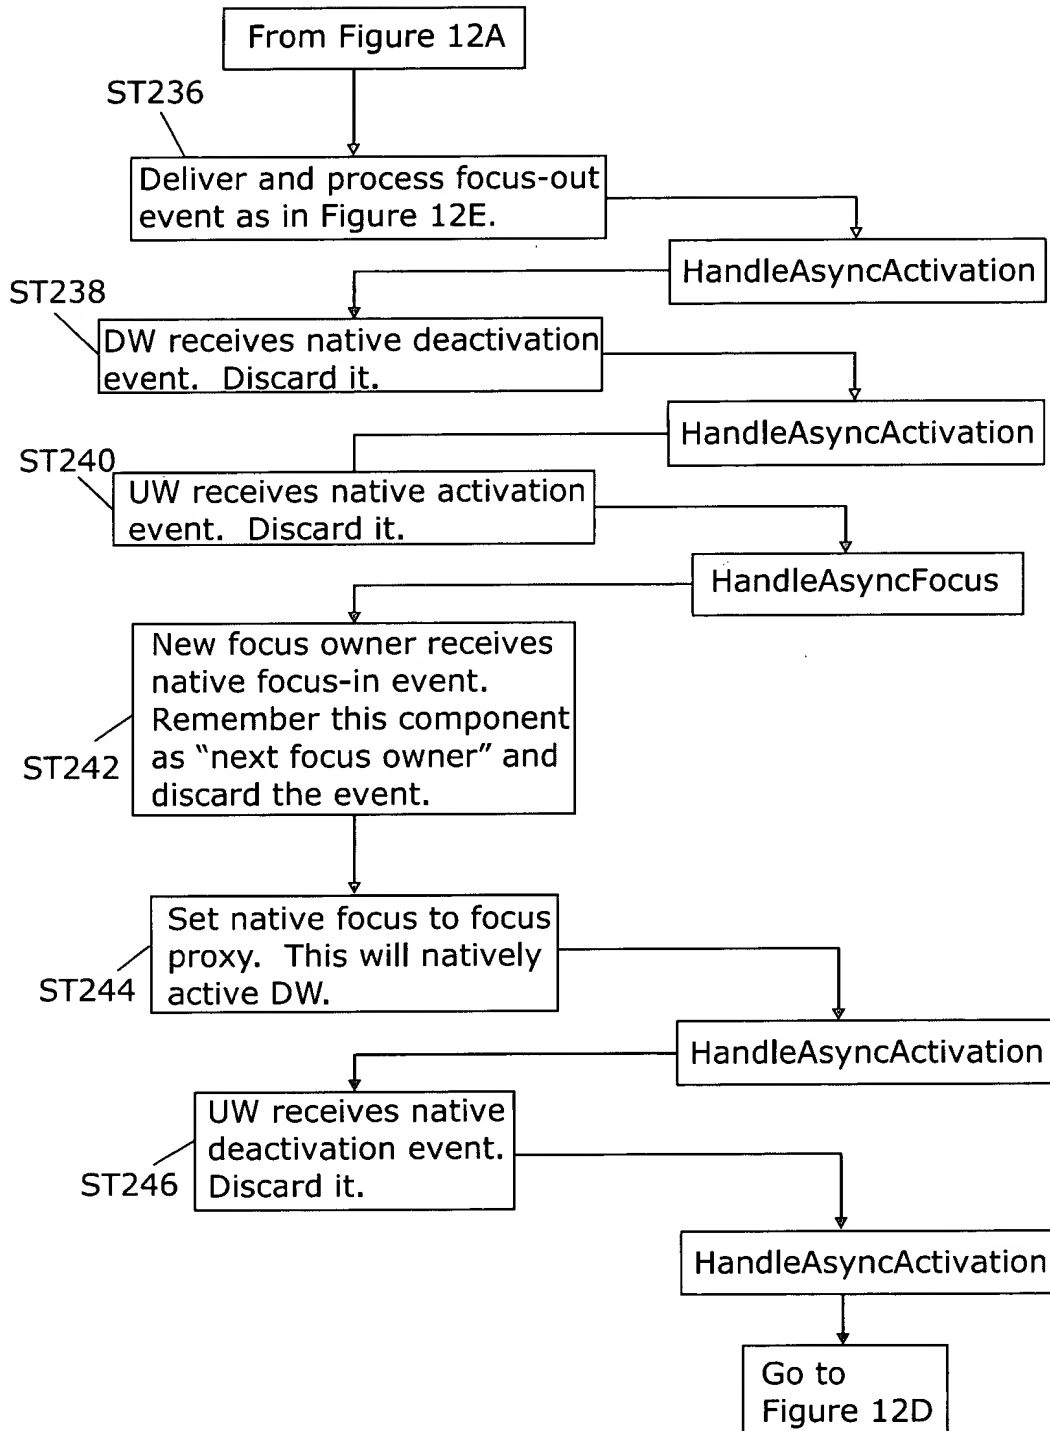 From Figure 12A
ST236
Deliver and process focus-out
event as in Figure 12E.
HandleAsyncActivation
ST238
DW receives native deactivation
event.  Discard it.
HandleAsyncActivation
ST240
UW receives native activation
event.  Discard it.
HandleAsyncFocus
New focus owner receives
native focus-in event.
Remember this component
as “next focus owner” and
discard the event.
ST242
Set native focus to focus
proxy.  This will natively
active DW.
ST244
HandleAsyncActivation
UW receives native
deactivation event.
Discard it.
ST246
HandleAsyncActivation
Go to
Figure 12D